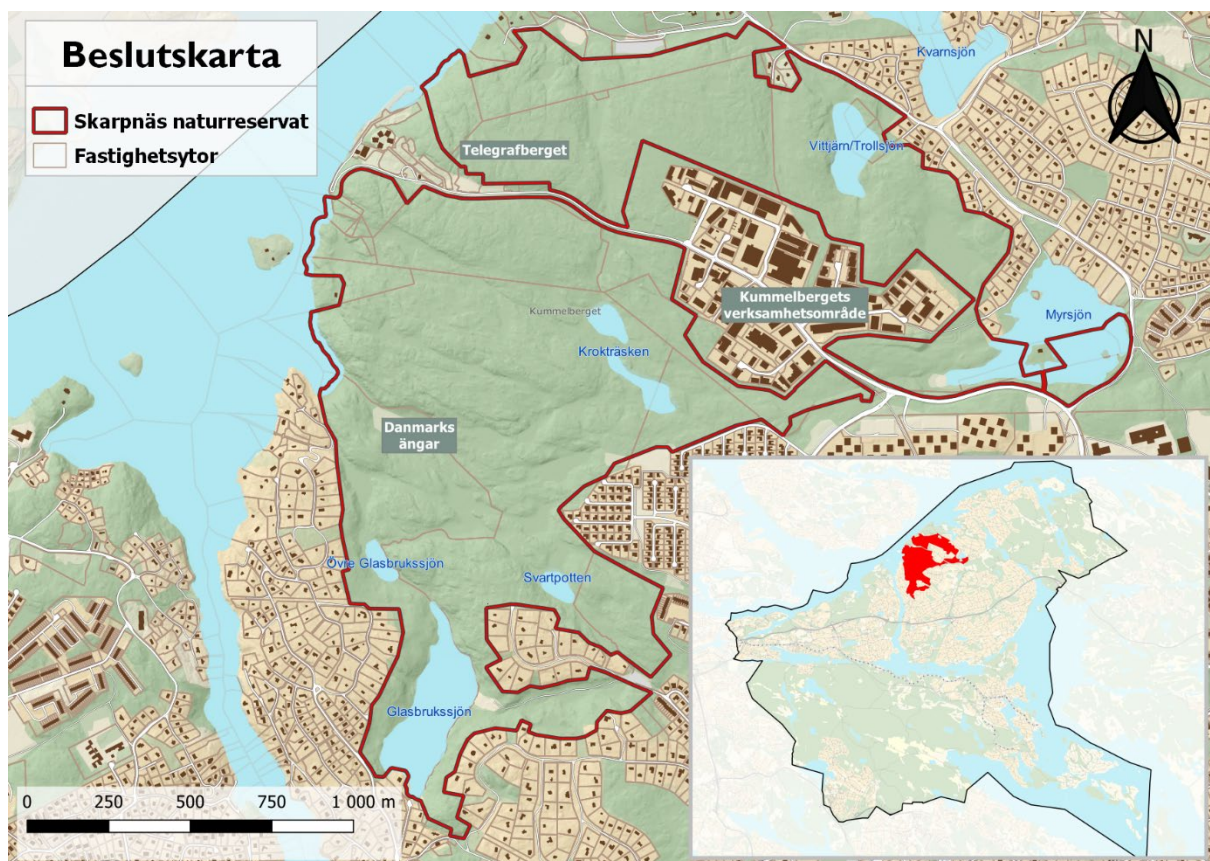 Beslutskarta
Skarpnäs naturreservat
Fastighetsytor
N
Kvarnsjön
Telegrafberget
Vittjärn/Trollsjön
Kummelbergets
verksamhetsområde
Myrsjön
Kummelberget
Krokträsken
Danmarks
ängar
Övre Glasbrukssjön
Svartpotten
Glasbrukssjön
0 250 500 750 1 000 m